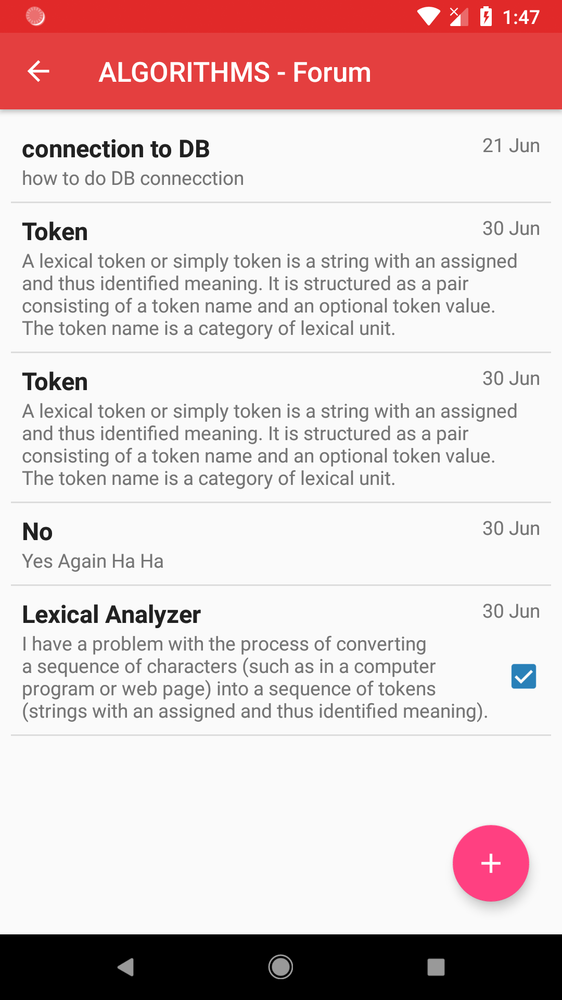 1:47
ALGORITHMS - Forum
connection to DB
21 Jun
how to do DB connecction
Token
30 Jun
A lexical token or simply token is a string with an assigned
and thus identified meaning. It is structured as a pair
consisting of a token name and an optional token value.
The token name is a category of lexical unit.
Token
30 Jun
A lexical token or simply token is a string with an assigned
and thus identified meaning. It is structured as a pair
consisting of a token name and an optional token value.
The token name is a category of lexical unit.
No
30 Jun
Yes Again Ha Ha
Lexical Analyzer
30 Jun
I have a problem with the process of converting
a sequence of characters (such as in a computer
program or web page) into a sequence of tokens
(strings with an assigned and thus identified meaning).